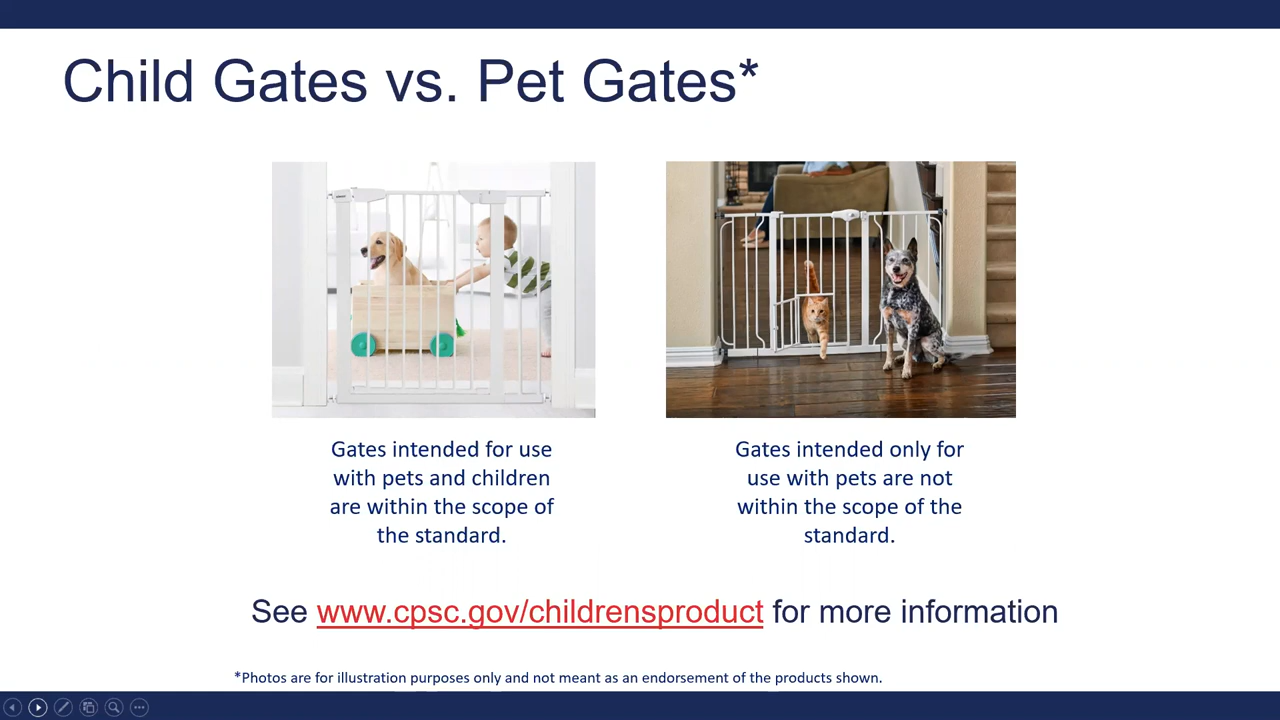 Child Gates vs. Pet Gates*
Gates intended for use
with pets and children
are within the scope of
the standard.
Gates intended only for
use with pets are not
within the scope of the
standard.
See www.cpsc.gov/childrensproduct for more information
*Photos are for illustration purposes only and not meant as an endorsement of the products shown.